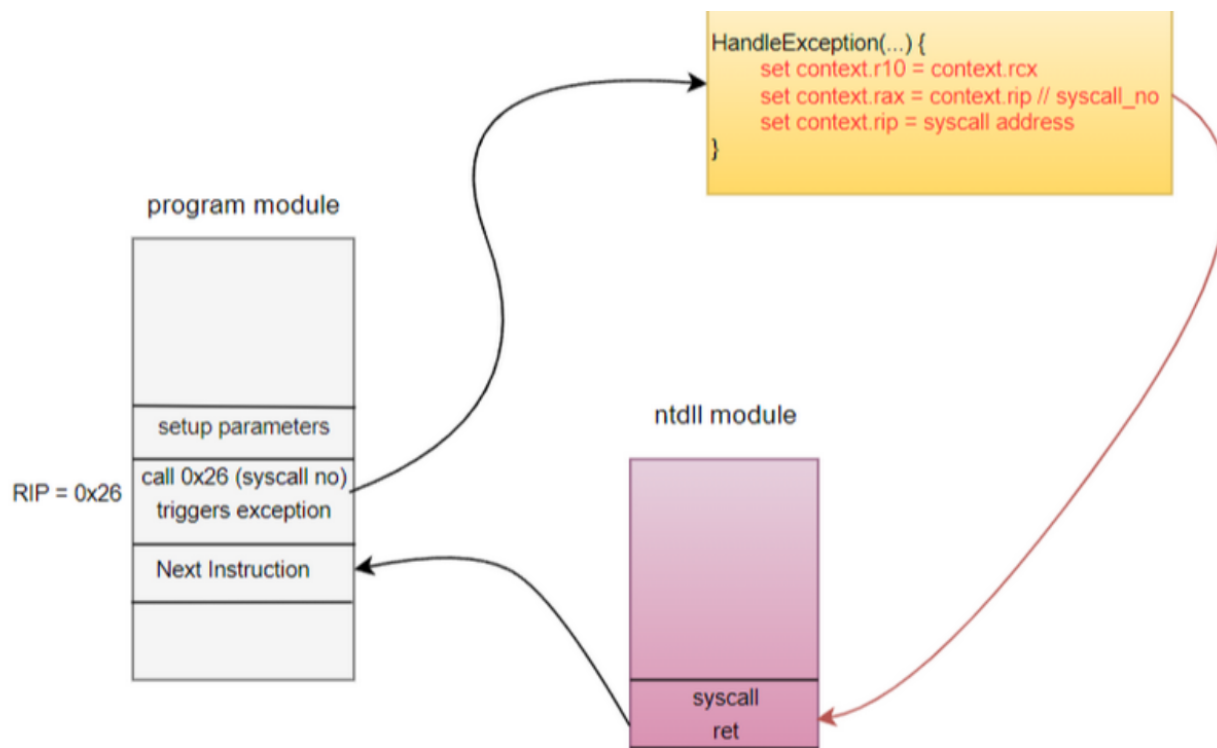 HandleException(...) {
set context.r10 = context.rcx
set context.rax = context.rip // syscall_no
set context.rip = syscall address
}
program module
setup parameters
RIP = 0x26
call 0x26 (syscall no)
triggers exception
Next Instruction
ntdll module
syscall
ret